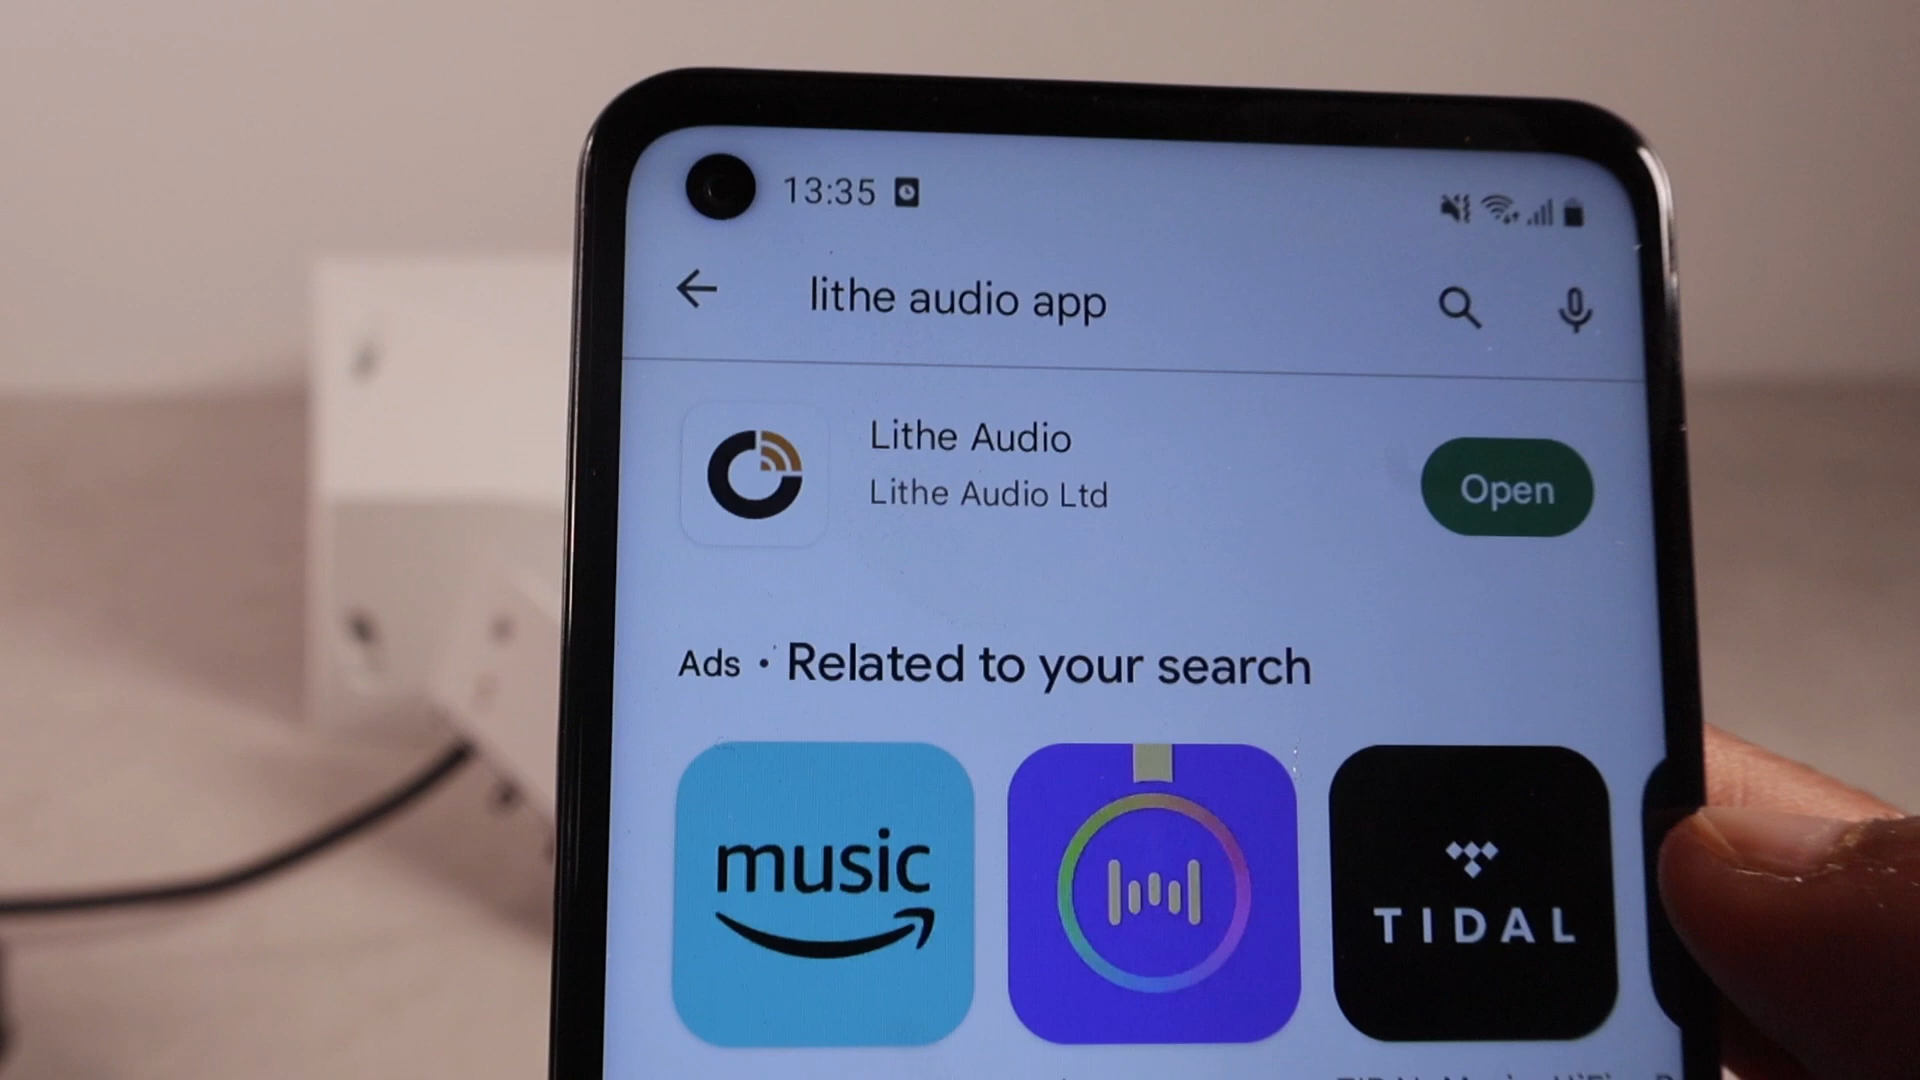 13:35
lithe audio app
Lithe Audio
Lithe Audio Ltd
Open
Ads · Related to your search
music
TIDAL